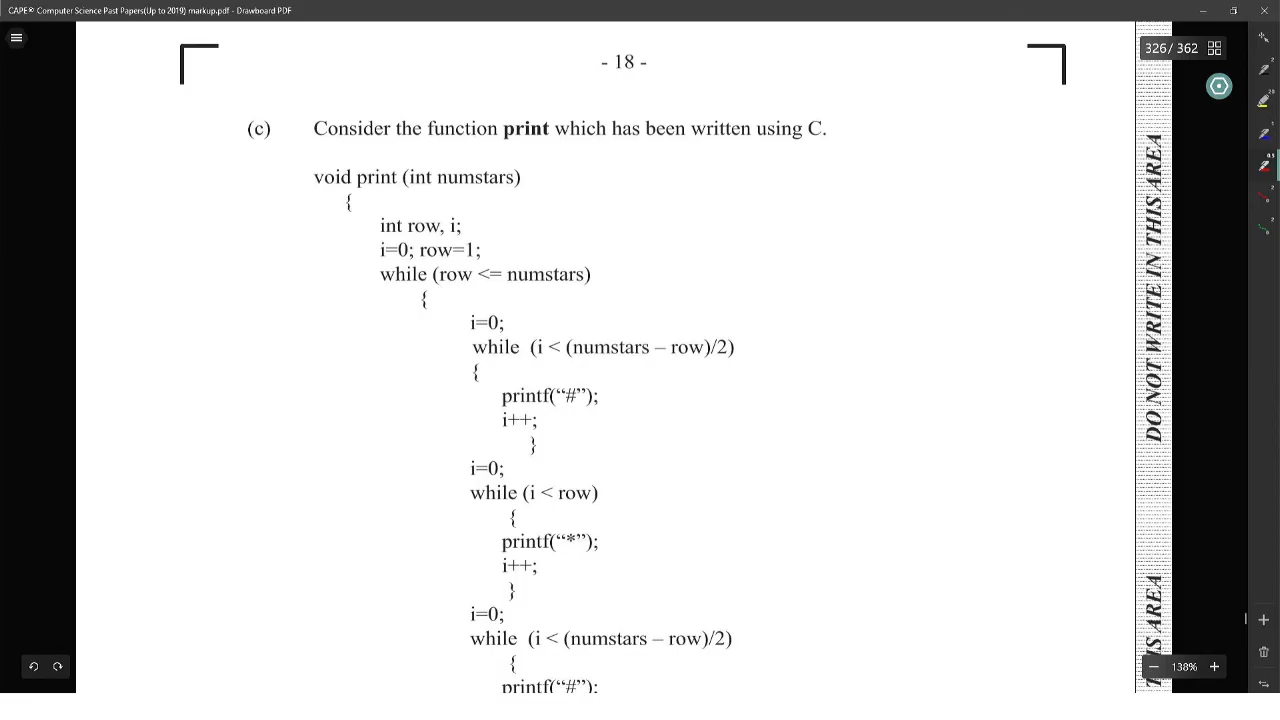 CAPE® Computer Science Past Papers(Up to 2019) markup.pdf - Drawboard PDF
326/ 362
- 18 -
(c) Consider the function print which has been written using C.
void print (int numstars)
{
int row, i;
i=0; row=1;
while ( <= numstars)
{
i=0;
while (i < (numstars – row)/2)
{
printf(“#”);
i++;
}
i=0;
while (i < row)
{
printf(“*”);
i++;
}
i=0;
while (i < (numstars – row)/2)
{
printf(“#”);
DO NOT WRITE IN THIS AREA
THIS AREA
138%